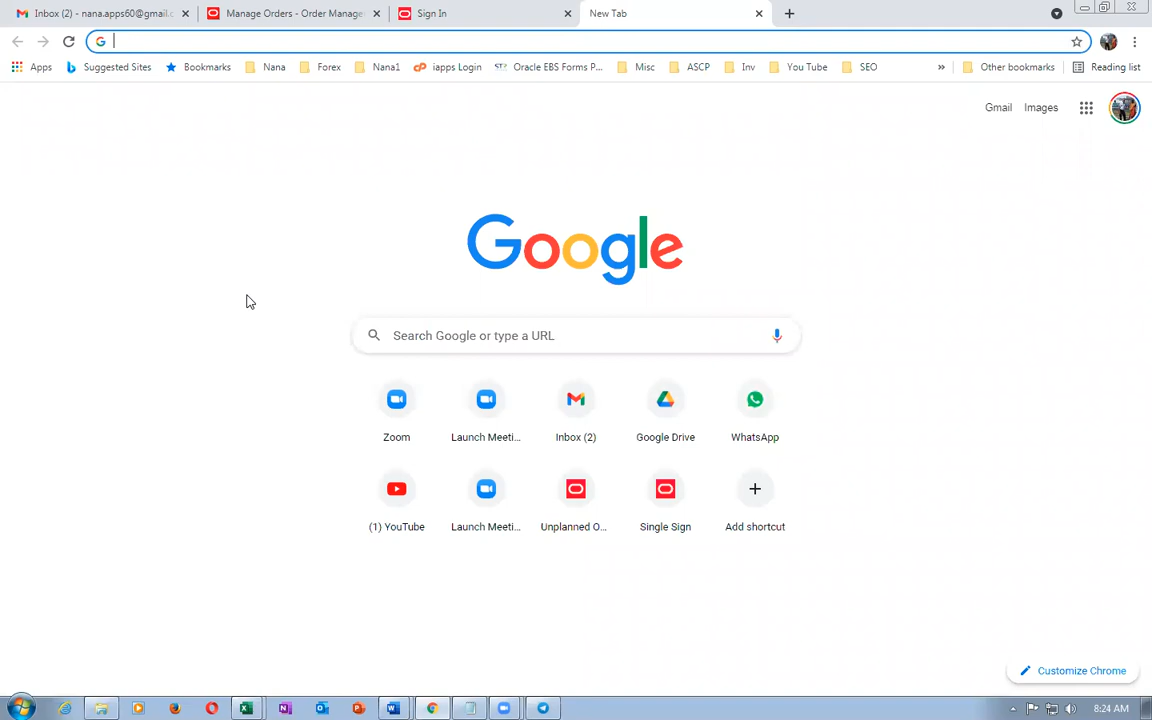 Inbox (2) - nana.apps60@gmail.c
Manage Orders - Order Manage
Sign In
New Tab
Apps
Suggested Sites
Bookmarks
Nana
Forex
Nana1
iapps Login
Oracle EBS Forms P...
Misc
ASCP
Inv
You Tube
SEO
»
Other bookmarks
Reading list
Gmail
Images
Google
Search Google or type a URL
Zoom
Launch Meeti...
Inbox (2)
Google Drive
WhatsApp
(1) YouTube
Launch Meeti...
Unplanned O...
Single Sign
Add shortcut
Customize Chrome
8:24 AM